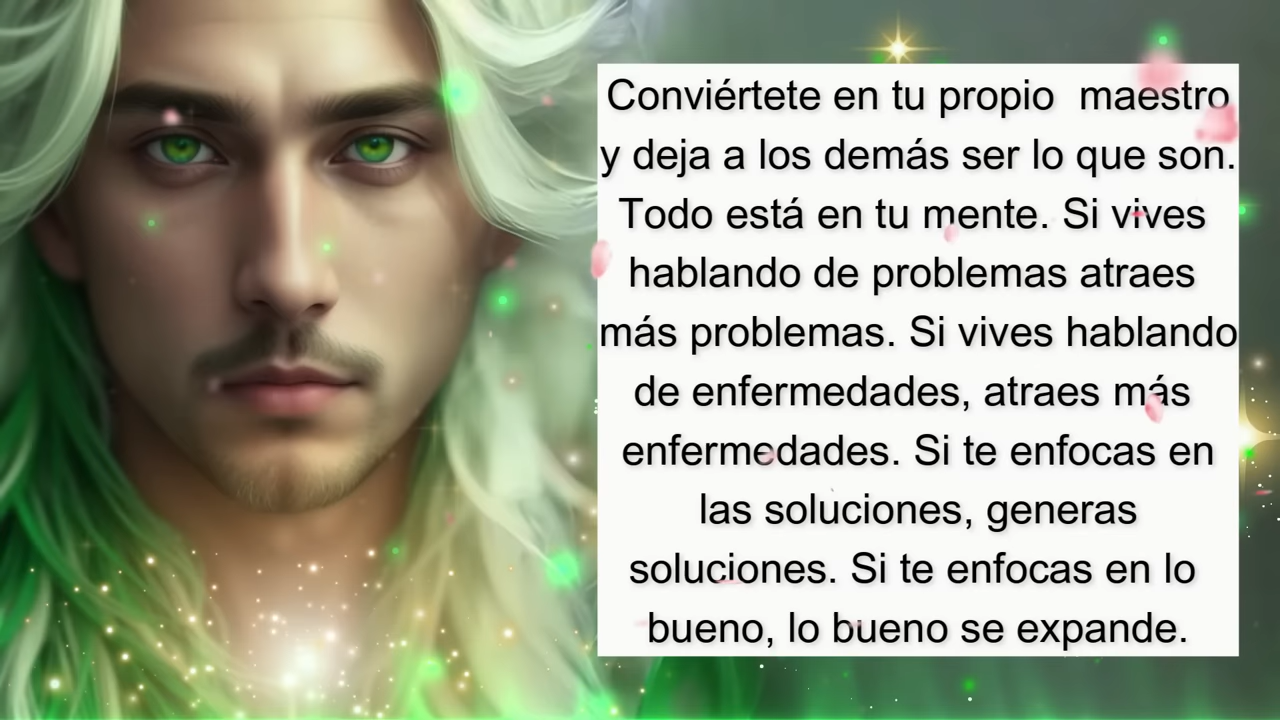 Conviértete en tu propio maestro
y deja a los demás ser lo que son.
Todo está en tu mente. Si vives
hablando de problemas atraes
más problemas. Si vives hablando
de enfermedades, atraes más
enfermedades. Si te enfocas en
las soluciones, generas
soluciones. Si te enfocas en lo
bueno, lo bueno se expande.